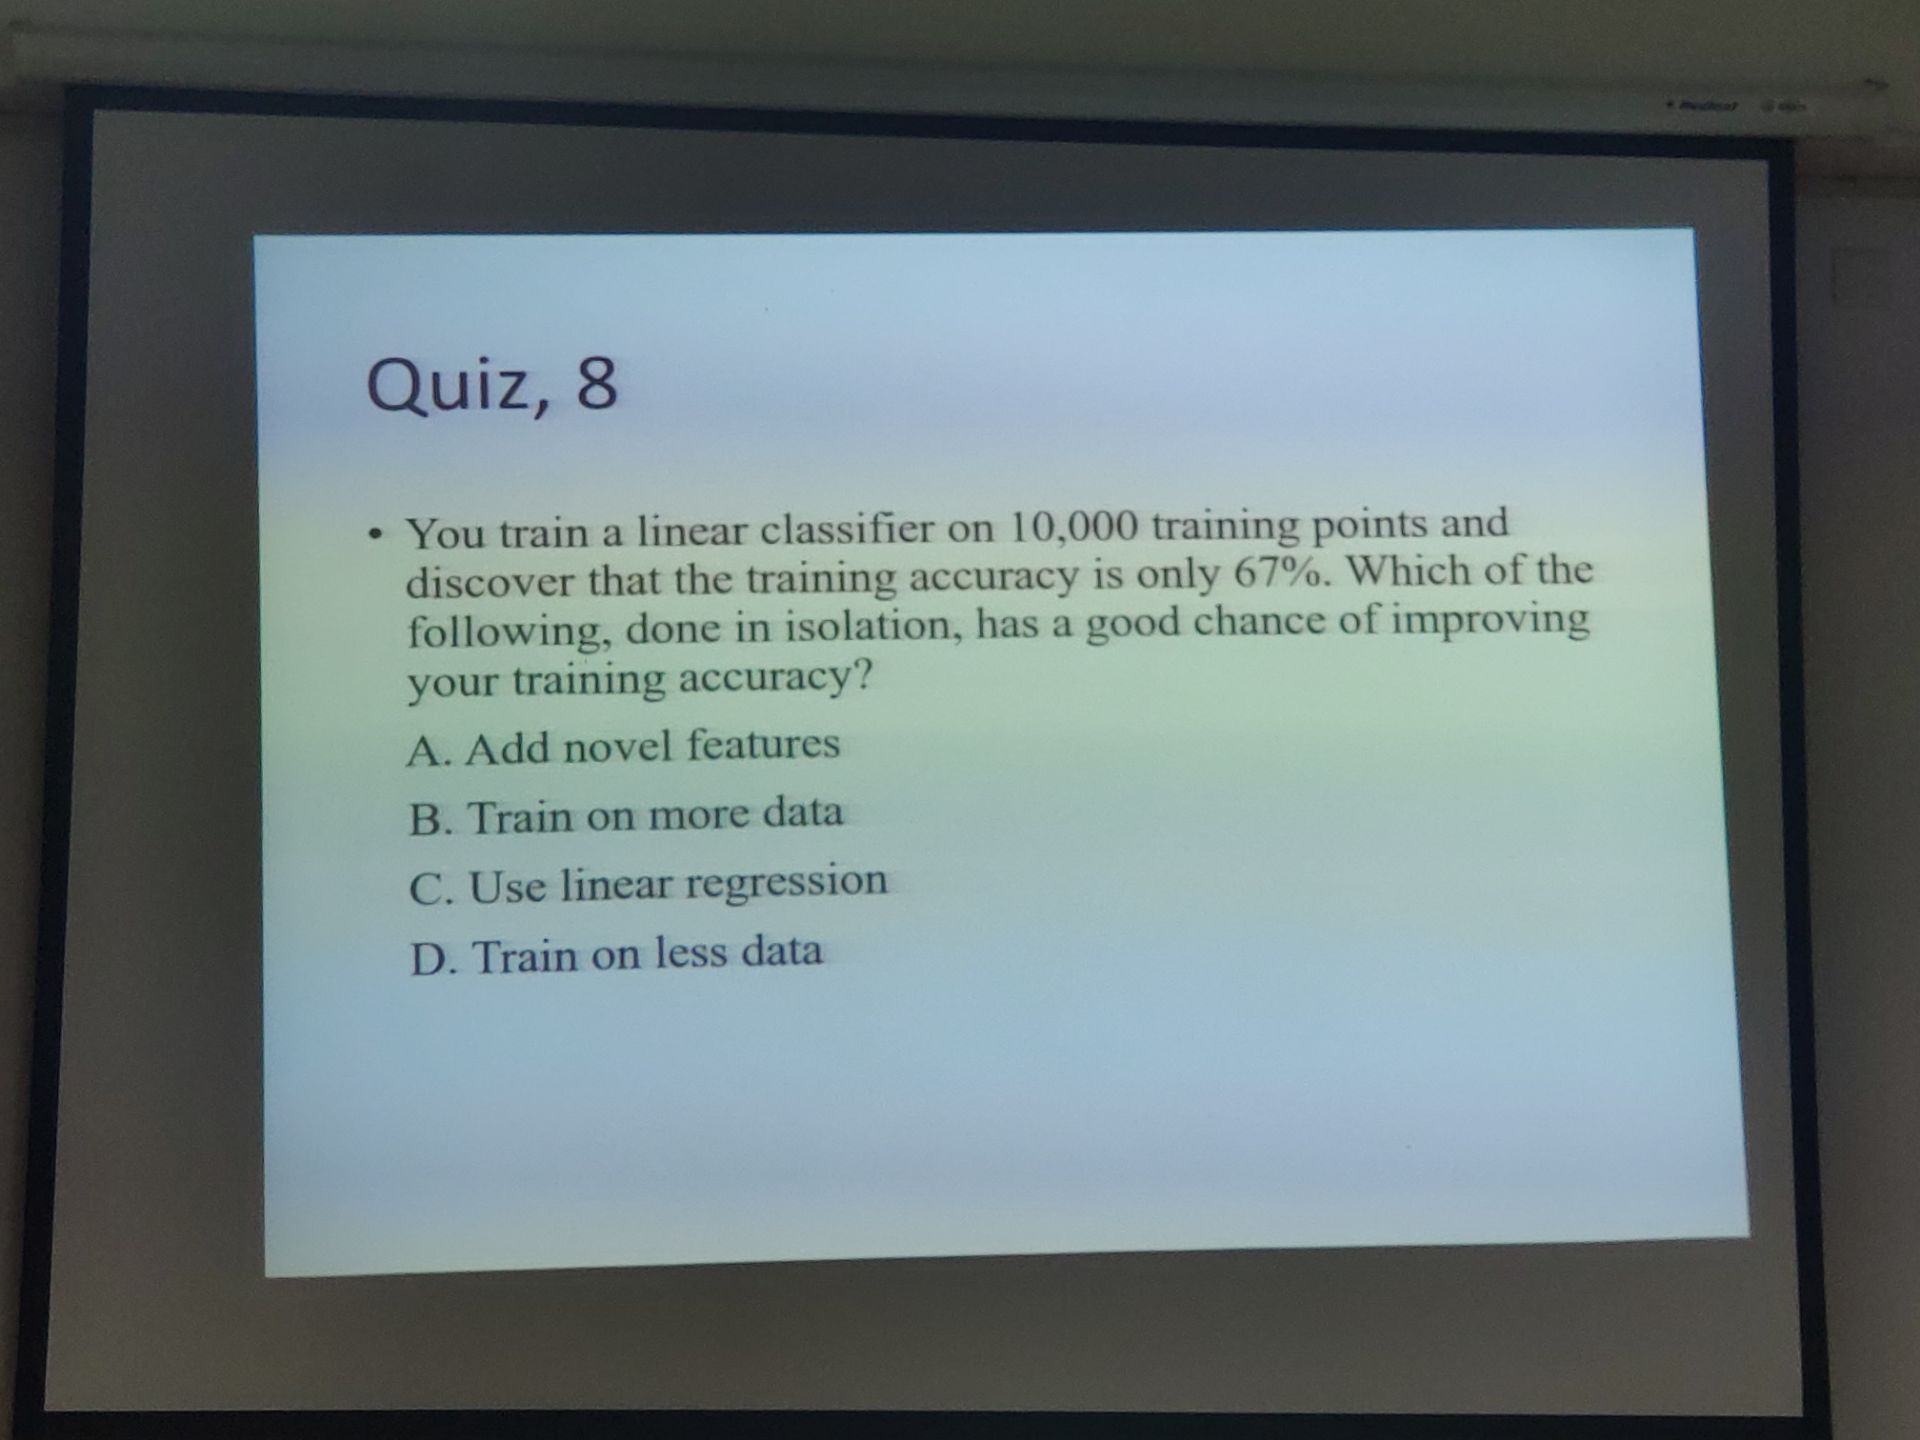 Quiz, 8
• You train a linear classifier on 10,000 training points and
discover that the training accuracy is only 67%. Which of the
following, done in isolation, has a good chance of improving
your training accuracy?
A. Add novel features
B. Train on more data
C. Use linear regression
D. Train on less data